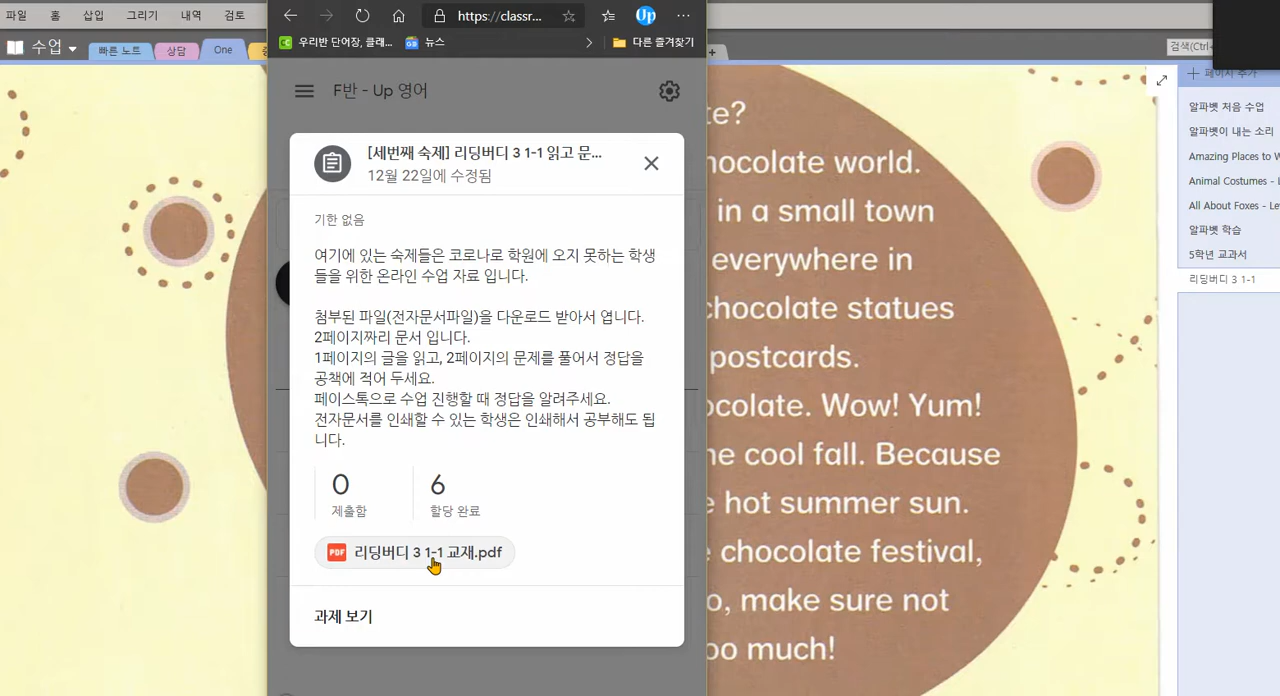 파일 홈 삽입 그리기 내역 검토
수업
빠른 노트 상담 One
https://classr...
Up
우리반 단어장, 클래... 뉴스 다른 즐겨찾기
검색(Ctrl+
F반 - Up 영어
[세번째 숙제] 리딩버디 3 1-1 읽고 문...
12월 22일에 수정됨
기한 없음
여기에 있는 숙제들은 코로나로 학원에 오지 못하는 학생
들을 위한 온라인 수업 자료 입니다.
첨부된 파일(전자문서파일)을 다운로드 받아서 엽니다.
2페이지짜리 문서 입니다.
1페이지의 글을 읽고, 2페이지의 문제를 풀어서 정답을
공책에 적어 두세요.
페이스톡으로 수업 진행할 때 정답을 알려주세요.
전자문서를 인쇄할 수 있는 학생은 인쇄해서 공부해도 됩
니다.
0 6
제출함 할당 완료
PDF 리딩버디 3 1-1 교재.pdf
과제 보기
te?
hocolate world.
in a small town
everywhere in
chocolate statues
postcards.
ocolate. Wow! Yum!
he cool fall. Because
e hot summer sun.
e chocolate festival,
o, make sure not
oo much!
페이지 추가
알파벳 처음 수업
알파벳이 내는 소리
Amazing Places to W
Animal Costumes - L
All About Foxes - Le
알파벳 학습
5학년 교과서
리딩버디 3 1-1